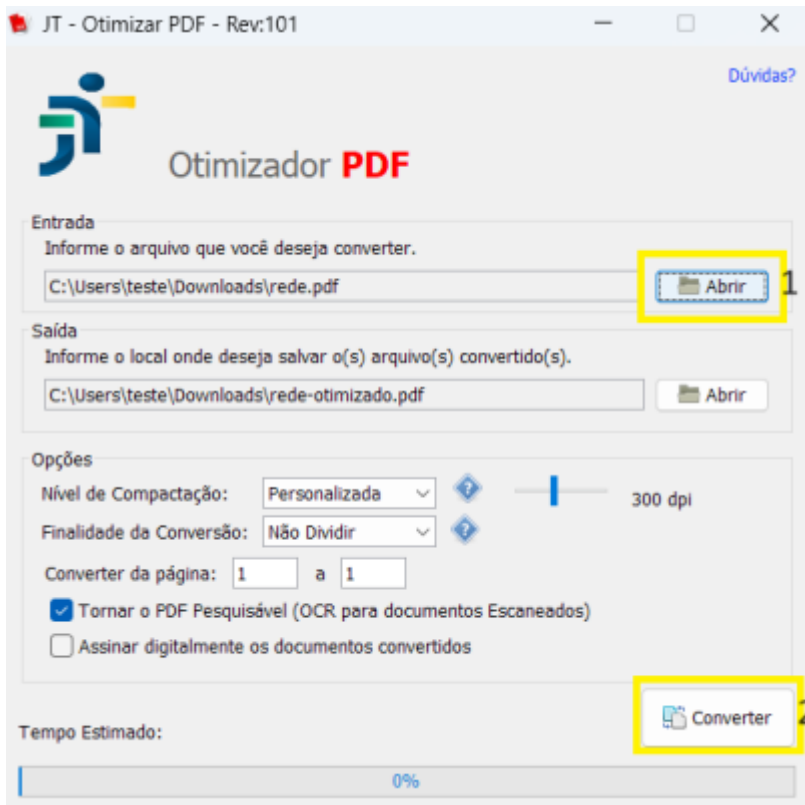 JT - Otimizar PDF - Rev:101
Dúvidas?
Otimizador PDF
Entrada
Informe o arquivo que você deseja converter.
C:\Users\teste\Downloads\rede.pdf Abrir 1
Saída
Informe o local onde deseja salvar o(s) arquivo(s) convertido(s).
C:\Users\teste\Downloads\rede-otimizado.pdf Abrir
Opções
Nível de Compactação: Personalizada ? 300 dpi
Finalidade da Conversão: Não Dividir ?
Converter da página: 1 a 1
Tornar o PDF Pesquisável (OCR para documentos Escaneados)
Assinar digitalmente os documentos convertidos
Converter 2
Tempo Estimado:
0%